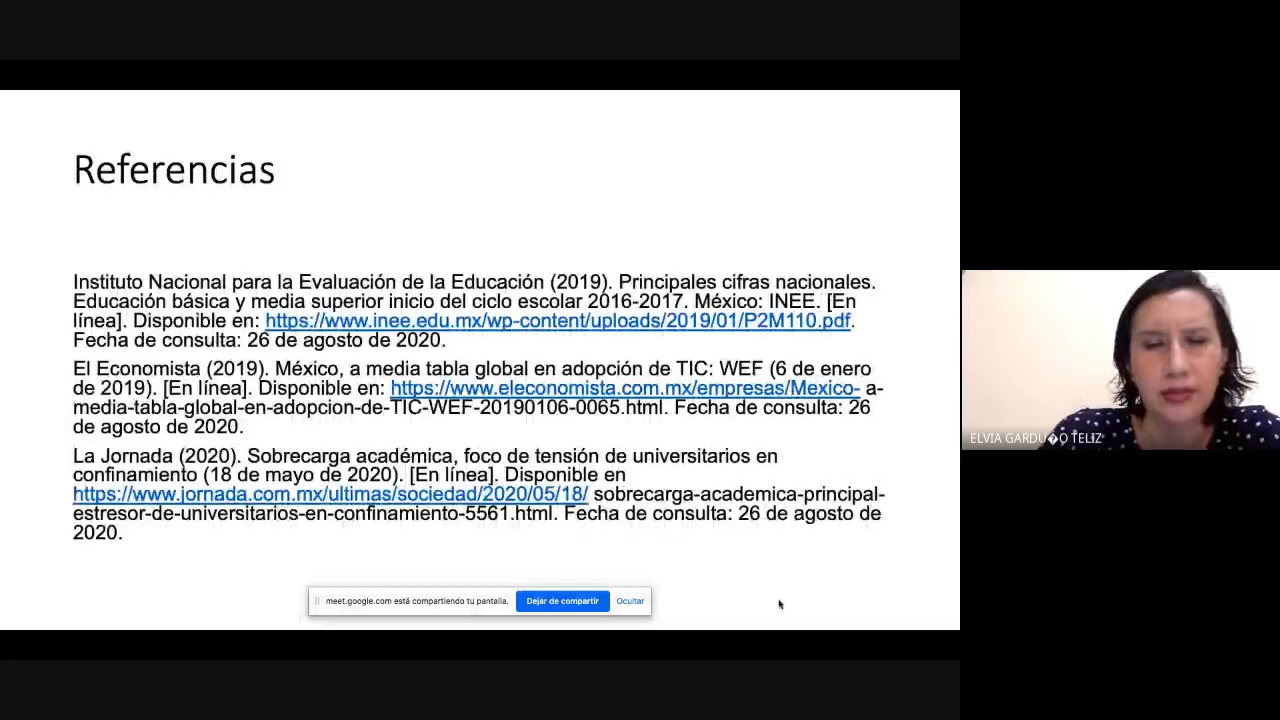 Referencias
Instituto Nacional para la Evaluación de la Educación (2019). Principales cifras nacionales.
Educación básica y media superior inicio del ciclo escolar 2016-2017. México: INEE. [En
línea]. Disponible en: https://www.inee.edu.mx/wp-content/uploads/2019/01/P2M110.pdf.
Fecha de consulta: 26 de agosto de 2020.
El Economista (2019). México, a media tabla global en adopción de TIC: WEF (6 de enero
de 2019). [En línea]. Disponible en: https://www.eleconomista.com.mx/empresas/Mexico- a-
media-tabla-global-en-adopcion-de-TIC-WEF-20190106-0065.html. Fecha de consulta: 26
de agosto de 2020.
La Jornada (2020). Sobrecarga académica, foco de tensión de universitarios en
confinamiento (18 de mayo de 2020). [En línea]. Disponible en
https://www.jornada.com.mx/ultimas/sociedad/2020/05/18/ sobrecarga-academica-principal-
estresor-de-universitarios-en-confinamiento-5561.html. Fecha de consulta: 26 de agosto de
2020.
meet.google.com está compartiendo tu pantalla. Dejar de compartir Ocultar
ELVIA GARDU�O TELIZ